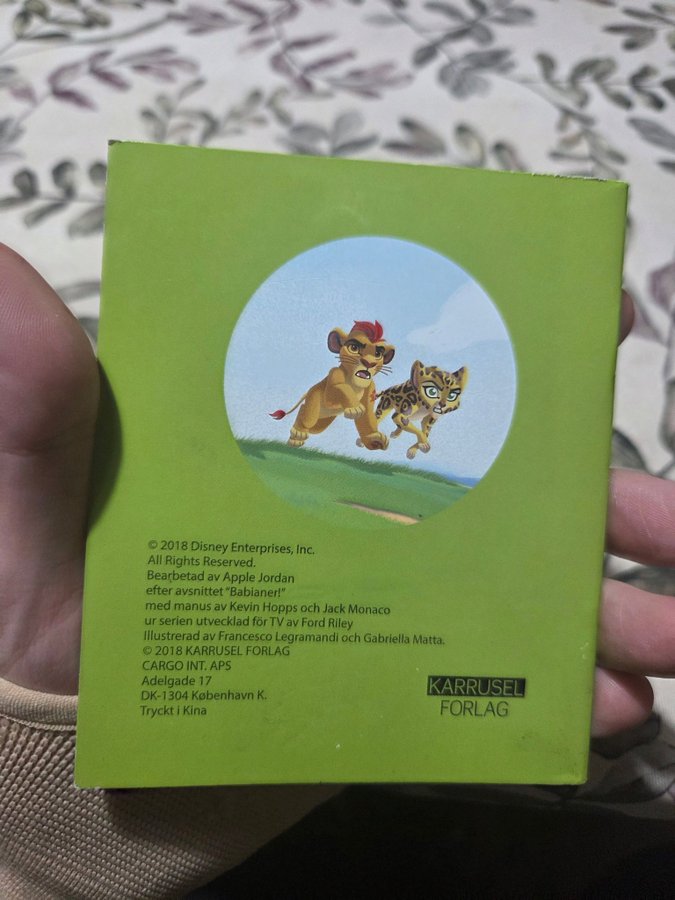 © 2018 Disney Enterprises, Inc.
All Rights Reserved.
Bearbetad av Apple Jordan
efter avsnittet "Babianer!"
med manus av Kevin Hopps och Jack Monaco
ur serien utvecklad för TV av Ford Riley
Illustrerad av Francesco Legramandi och Gabriella Matta.
© 2018 KARRUSEL FORLAG
CARGO INT. APS
Adelgade 17
DK-1304 København K.
Tryckt i Kina
KARRUSEL
FORLAG